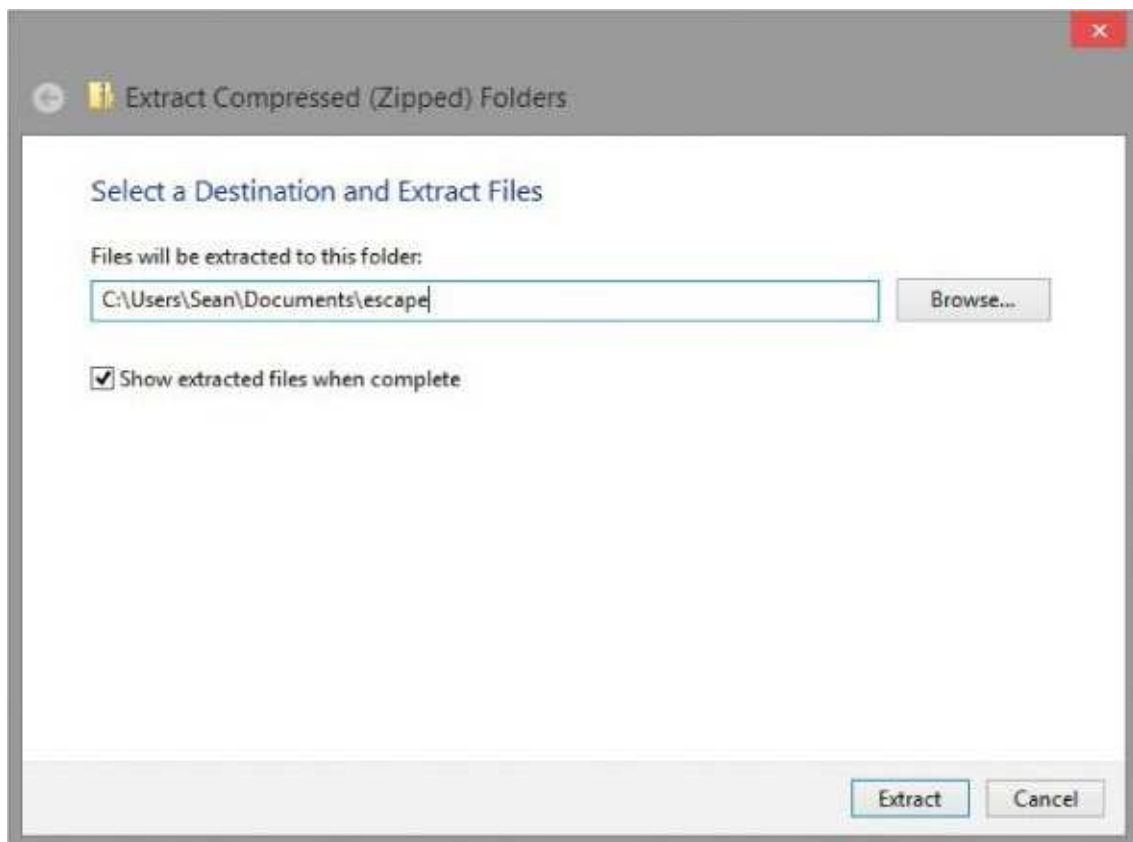 Extract Compressed (Zipped) Folders
Select a Destination and Extract Files
Files will be extracted to this folder:
C:\Users\Sean\Documents\escape
Browse...
Show extracted files when complete
Extract
Cancel